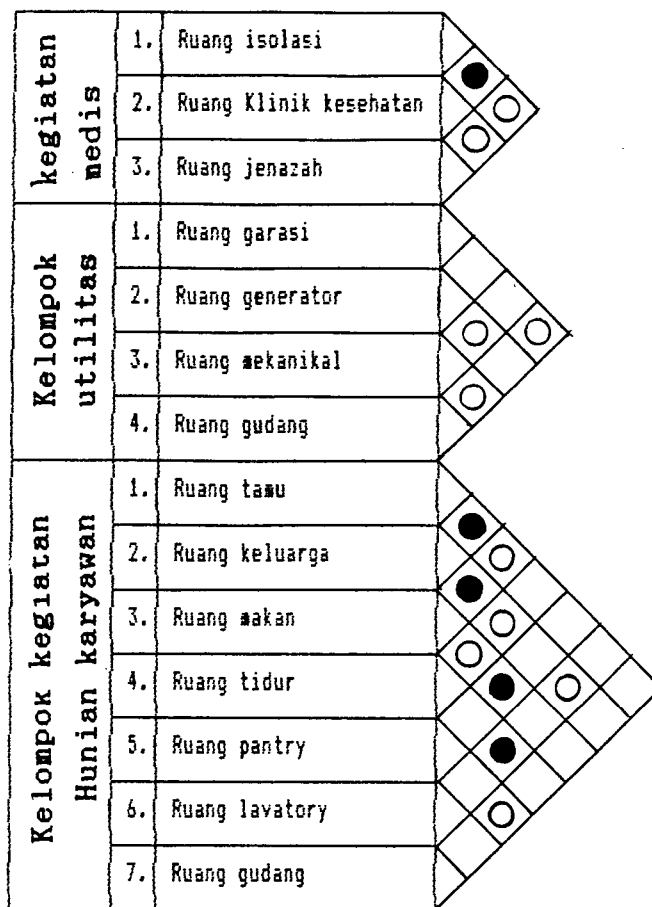 kegiatan
medis
1. Ruang isolasi
2. Ruang Klinik kesehatan
3. Ruang jenazah
Kelompok
utilitas
1. Ruang garasi
2. Ruang generator
3. Ruang mekanikal
4. Ruang gudang
Kelompok kegiatan
Hunian karyawan
1. Ruang tamu
2. Ruang keluarga
3. Ruang makan
4. Ruang tidur
5. Ruang pantry
6. Ruang lavatory
7. Ruang gudang